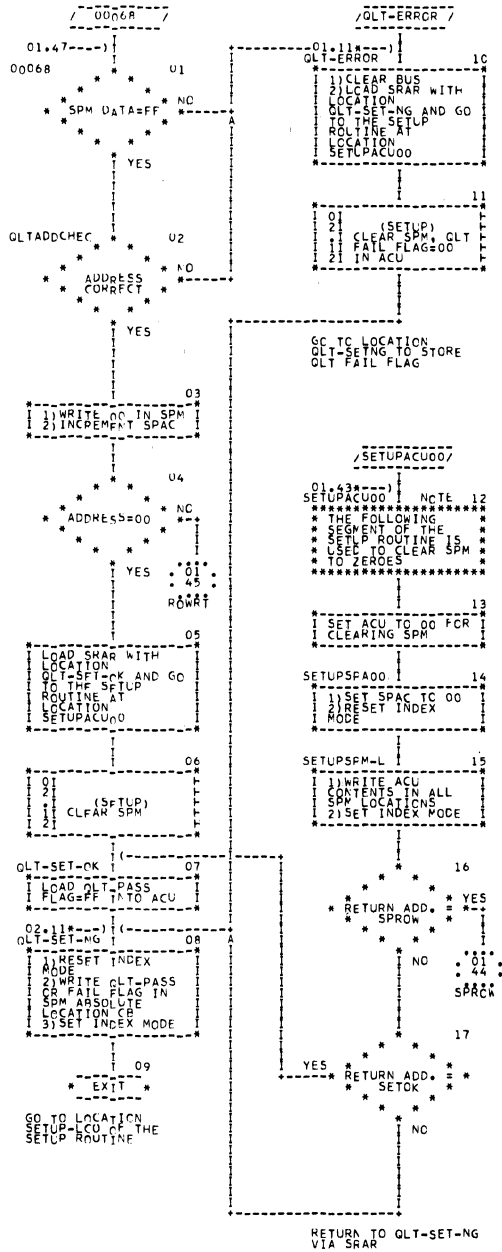 / 00068 /
01.47----)
00068
01
SPM DATA=FF
NO
YES
QLTADDCHEC
02
ADDRESS
CORRECT
NO
YES
03
1)WRITE 00 IN SPM
2)INCREMENT SPAC
04
ADDRESS=00
NO
YES
01
45
ROWRT
05
LOAD SRAR WITH
LOCATION
QLT-SET-OK AND GO
TO THE SETUP
ROUTINE AT
LOCATION
SETUPACU00
06
0I
2I
.I (SETUP)
1I CLEAR SPM
2I
QLT-SET-OK
07
LOAD QLT-PASS
FLAG=FF INTO ACU
02.11*---)
QLT-SET-NG
08
1)RESET INDEX
MODE
2)WRITE QLT-PASS
OR FAIL FLAG IN
SPM ABSOLUTE
LOCATION CB
3)SET INDEX MODE
09
* EXIT *
GO TO LOCATION
SETUP-LCO OF THE
SETUP ROUTINE
/QLT-ERROR /
01.11*---)
QLT-ERROR
10
1)CLEAR BUS
2)LOAD SRAR WITH
LOCATION
QLT-SET-NG AND GO
TO THE SETUP
ROUTINE AT
LOCATION
SETUPACU00
11
0I
2I (SETUP)
.I CLEAR SPM, QLT
1I FAIL FLAG=00
2I IN ACU
GO TO LOCATION
QLT-SETNG TO STORE
QLT FAIL FLAG
/SETUPACU00/
01.43*---)
SETUPACU00 NOTE 12
THE FOLLOWING
SEGMENT OF THE
SETUP ROUTINE IS
USED TO CLEAR SPM
TO ZEROES
13
SET ACU TO 00 FOR
CLEARING SPM
SETUPSPA00 14
1)SET SPAC TO 00
2)RESET INDEX
MODE
SETUPSPM-L 15
1)WRITE ACU
CONTENTS IN ALL
SPM LOCATIONS
2)SET INDEX MODE
16
RETURN ADD. =
SPROW
YES
NO
01
44
SPROW
17
YES
RETURN ADD. =
SETOK
NO
RETURN TO QLT-SET-NG
VIA SRAR